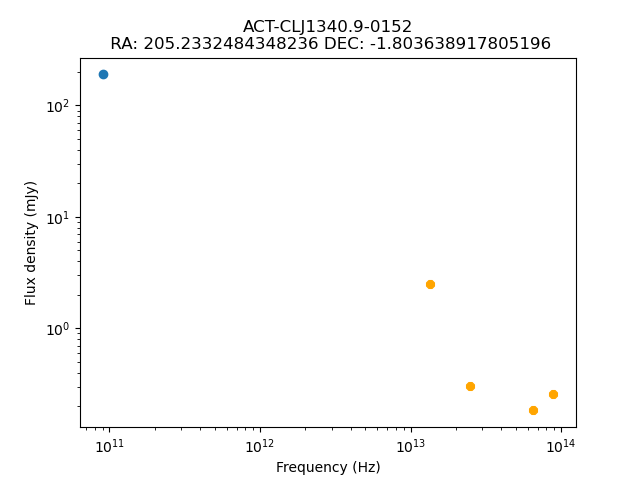 ACT-CLJ1340.9-0152
RA: 205.2332484348236 DEC: -1.803638917805196
Flux density (mJy)
10²
10¹
10⁰
10¹¹
10¹²
10¹³
10¹⁴
Frequency (Hz)